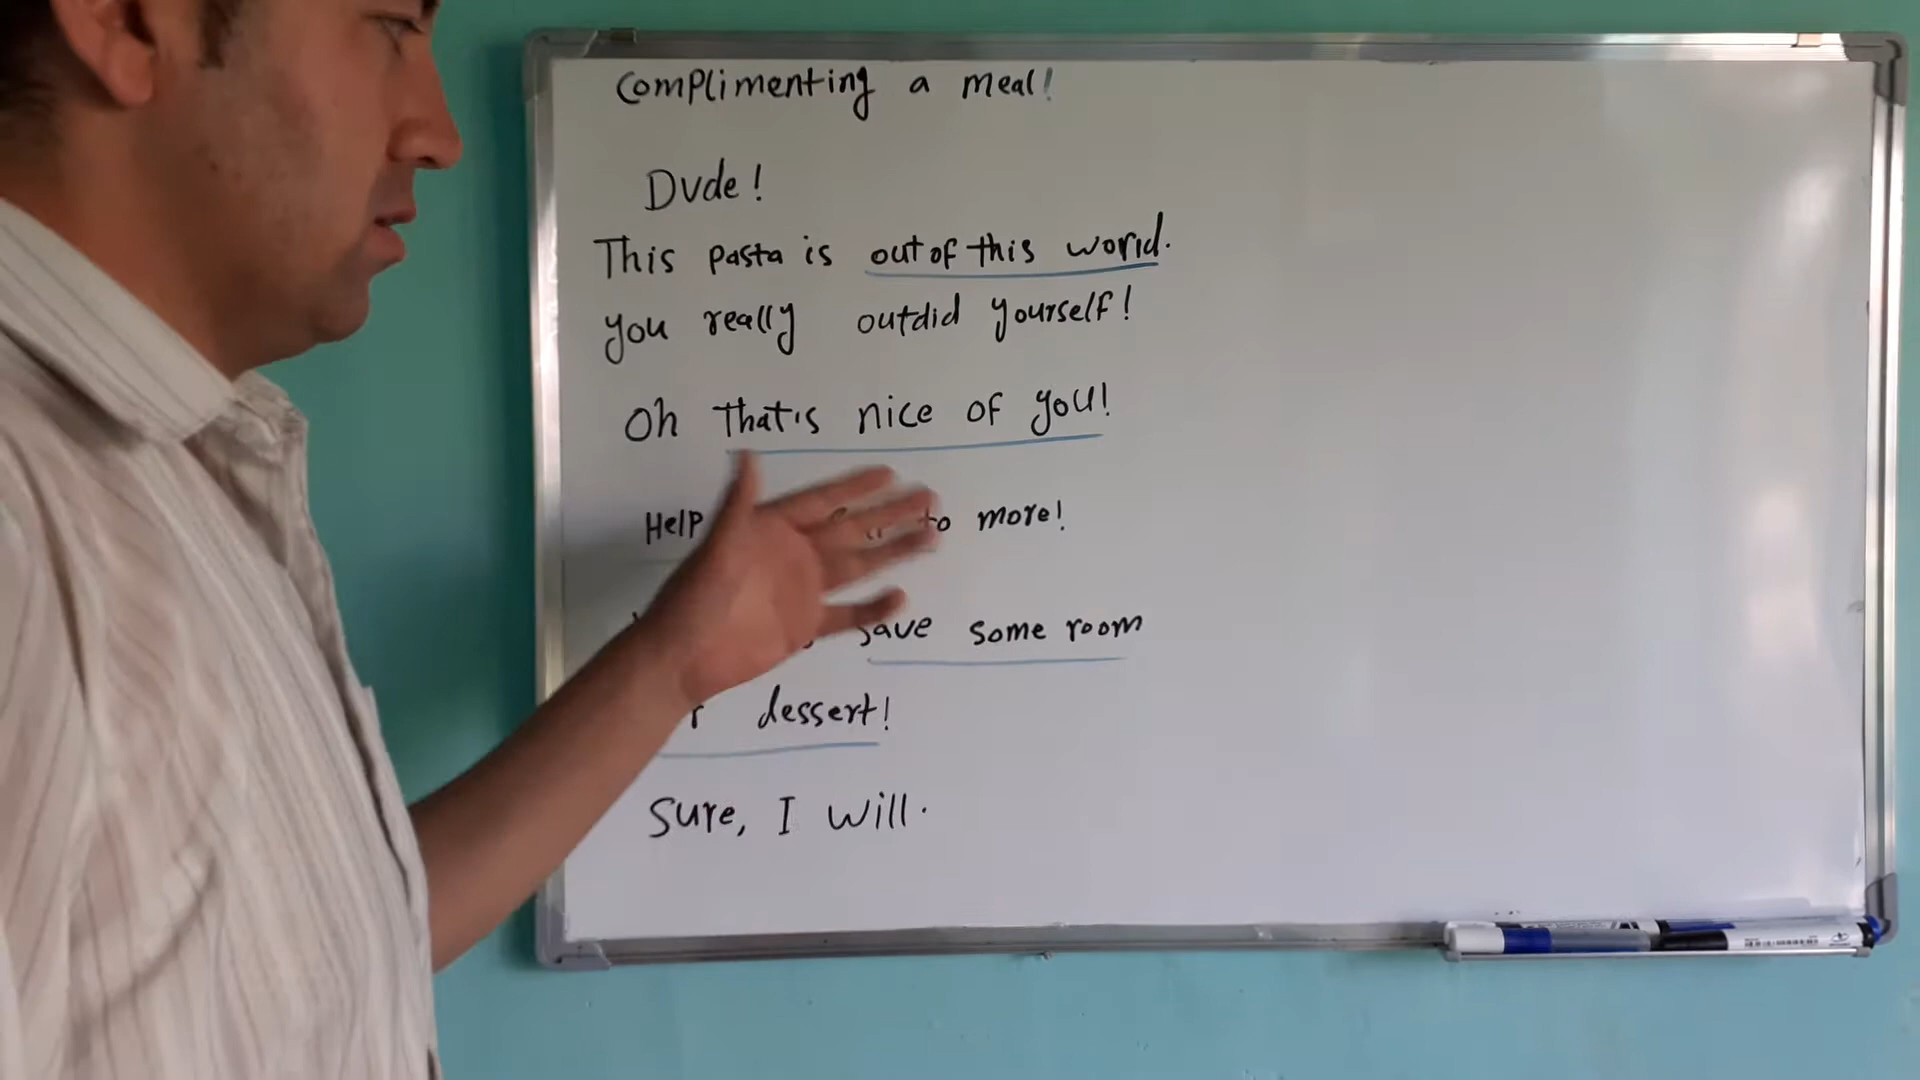 Complimenting a meal!
Dude!
This pasta is out of this world.
you really outdid yourself!
Oh that's nice of you!
Help to more!
save some room
dessert!
Sure, I will.